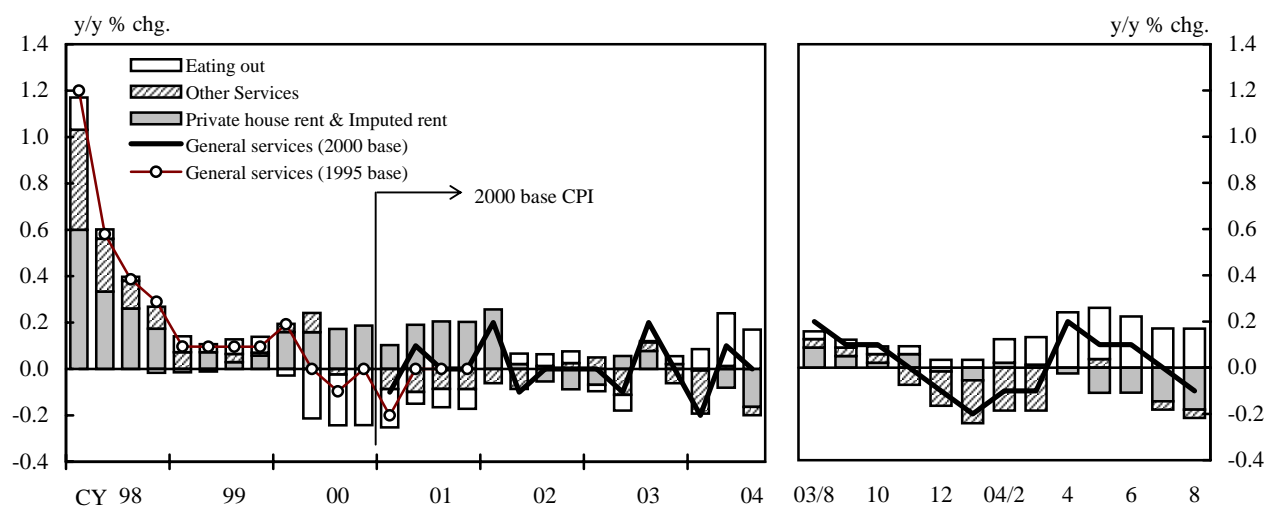 y/y % chg.
y/y % chg.
1.4
1.2
1.0
0.8
0.6
0.4
0.2
0.0
-0.2
-0.4
Eating out
Other Services
Private house rent & Imputed rent
General services (2000 base)
General services (1995 base)
2000 base CPI
1.4
1.2
1.0
0.8
0.6
0.4
0.2
0.0
-0.2
-0.4
CY 98 99 00 01 02 03 04
03/8 10 12 04/2 4 6 8